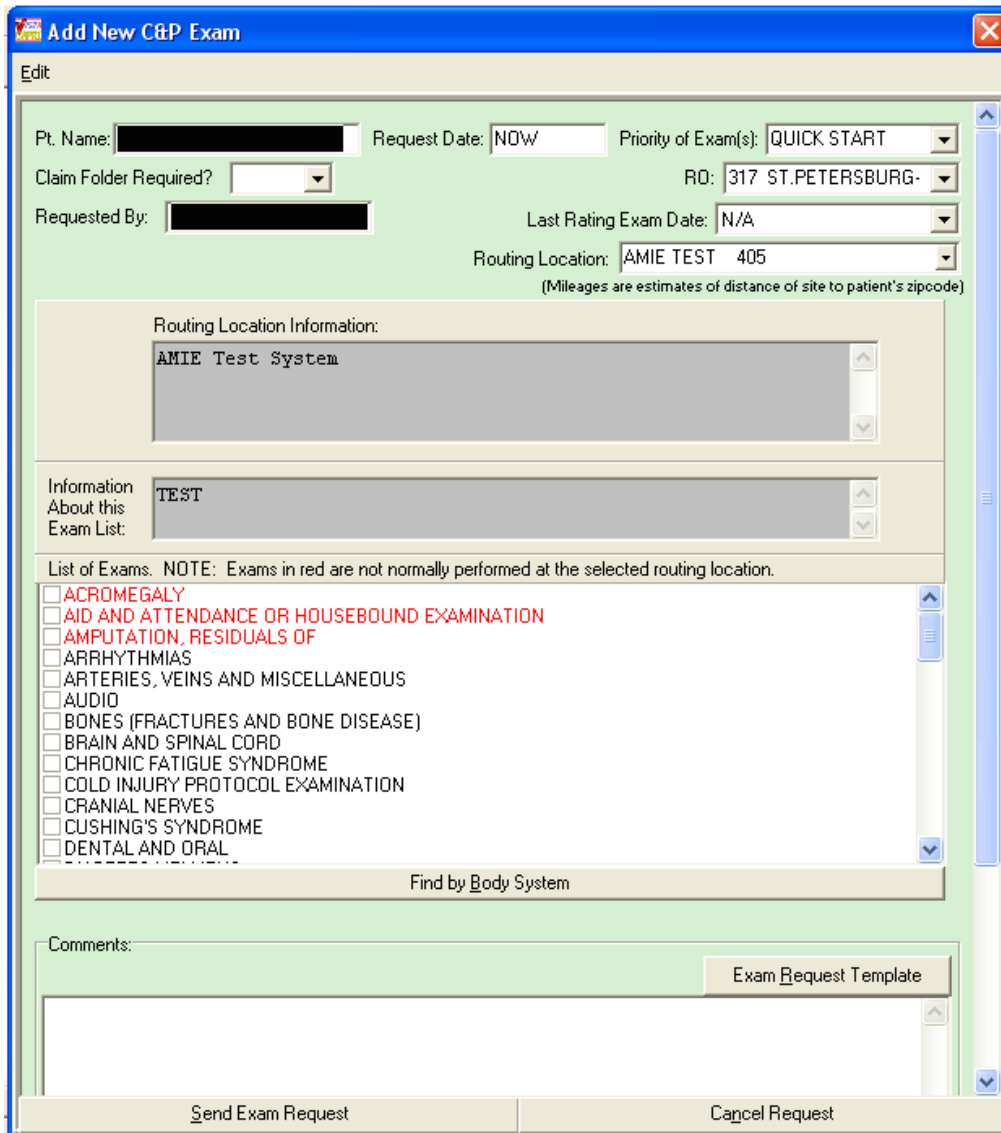 Add New C&P Exam
Edit
Pt. Name: Request Date: NOW Priority of Exam(s): QUICK START
Claim Folder Required? RO: 317 ST.PETERSBURG-
Requested By: Last Rating Exam Date: N/A
Routing Location: AMIE TEST 405
(Mileages are estimates of distance of site to patient's zipcode)
Routing Location Information:
AMIE Test System
Information
About this
Exam List:
TEST
List of Exams. NOTE: Exams in red are not normally performed at the selected routing location.
ACROMEGALY
AID AND ATTENDANCE OR HOUSEBOUND EXAMINATION
AMPUTATION, RESIDUALS OF
ARRHYTHMIAS
ARTERIES, VEINS AND MISCELLANEOUS
AUDIO
BONES (FRACTURES AND BONE DISEASE)
BRAIN AND SPINAL CORD
CHRONIC FATIGUE SYNDROME
COLD INJURY PROTOCOL EXAMINATION
CRANIAL NERVES
CUSHING'S SYNDROME
DENTAL AND ORAL
Find by Body System
Comments:
Exam Request Template
Send Exam Request Cancel Request